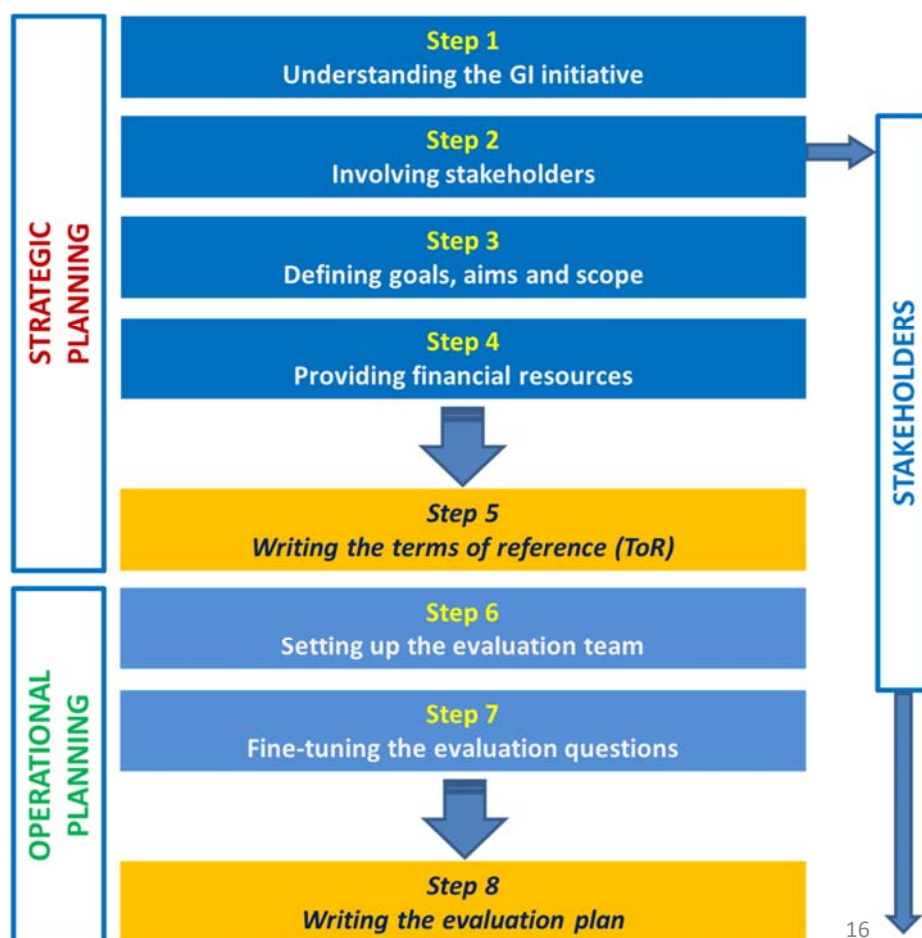 STRATEGIC
PLANNING
Step 1
Understanding the GI initiative
Step 2
Involving stakeholders
Step 3
Defining goals, aims and scope
Step 4
Providing financial resources
Step 5
Writing the terms of reference (ToR)
OPERATIONAL
PLANNING
Step 6
Setting up the evaluation team
Step 7
Fine-tuning the evaluation questions
Step 8
Writing the evaluation plan
STAKEHOLDERS
16